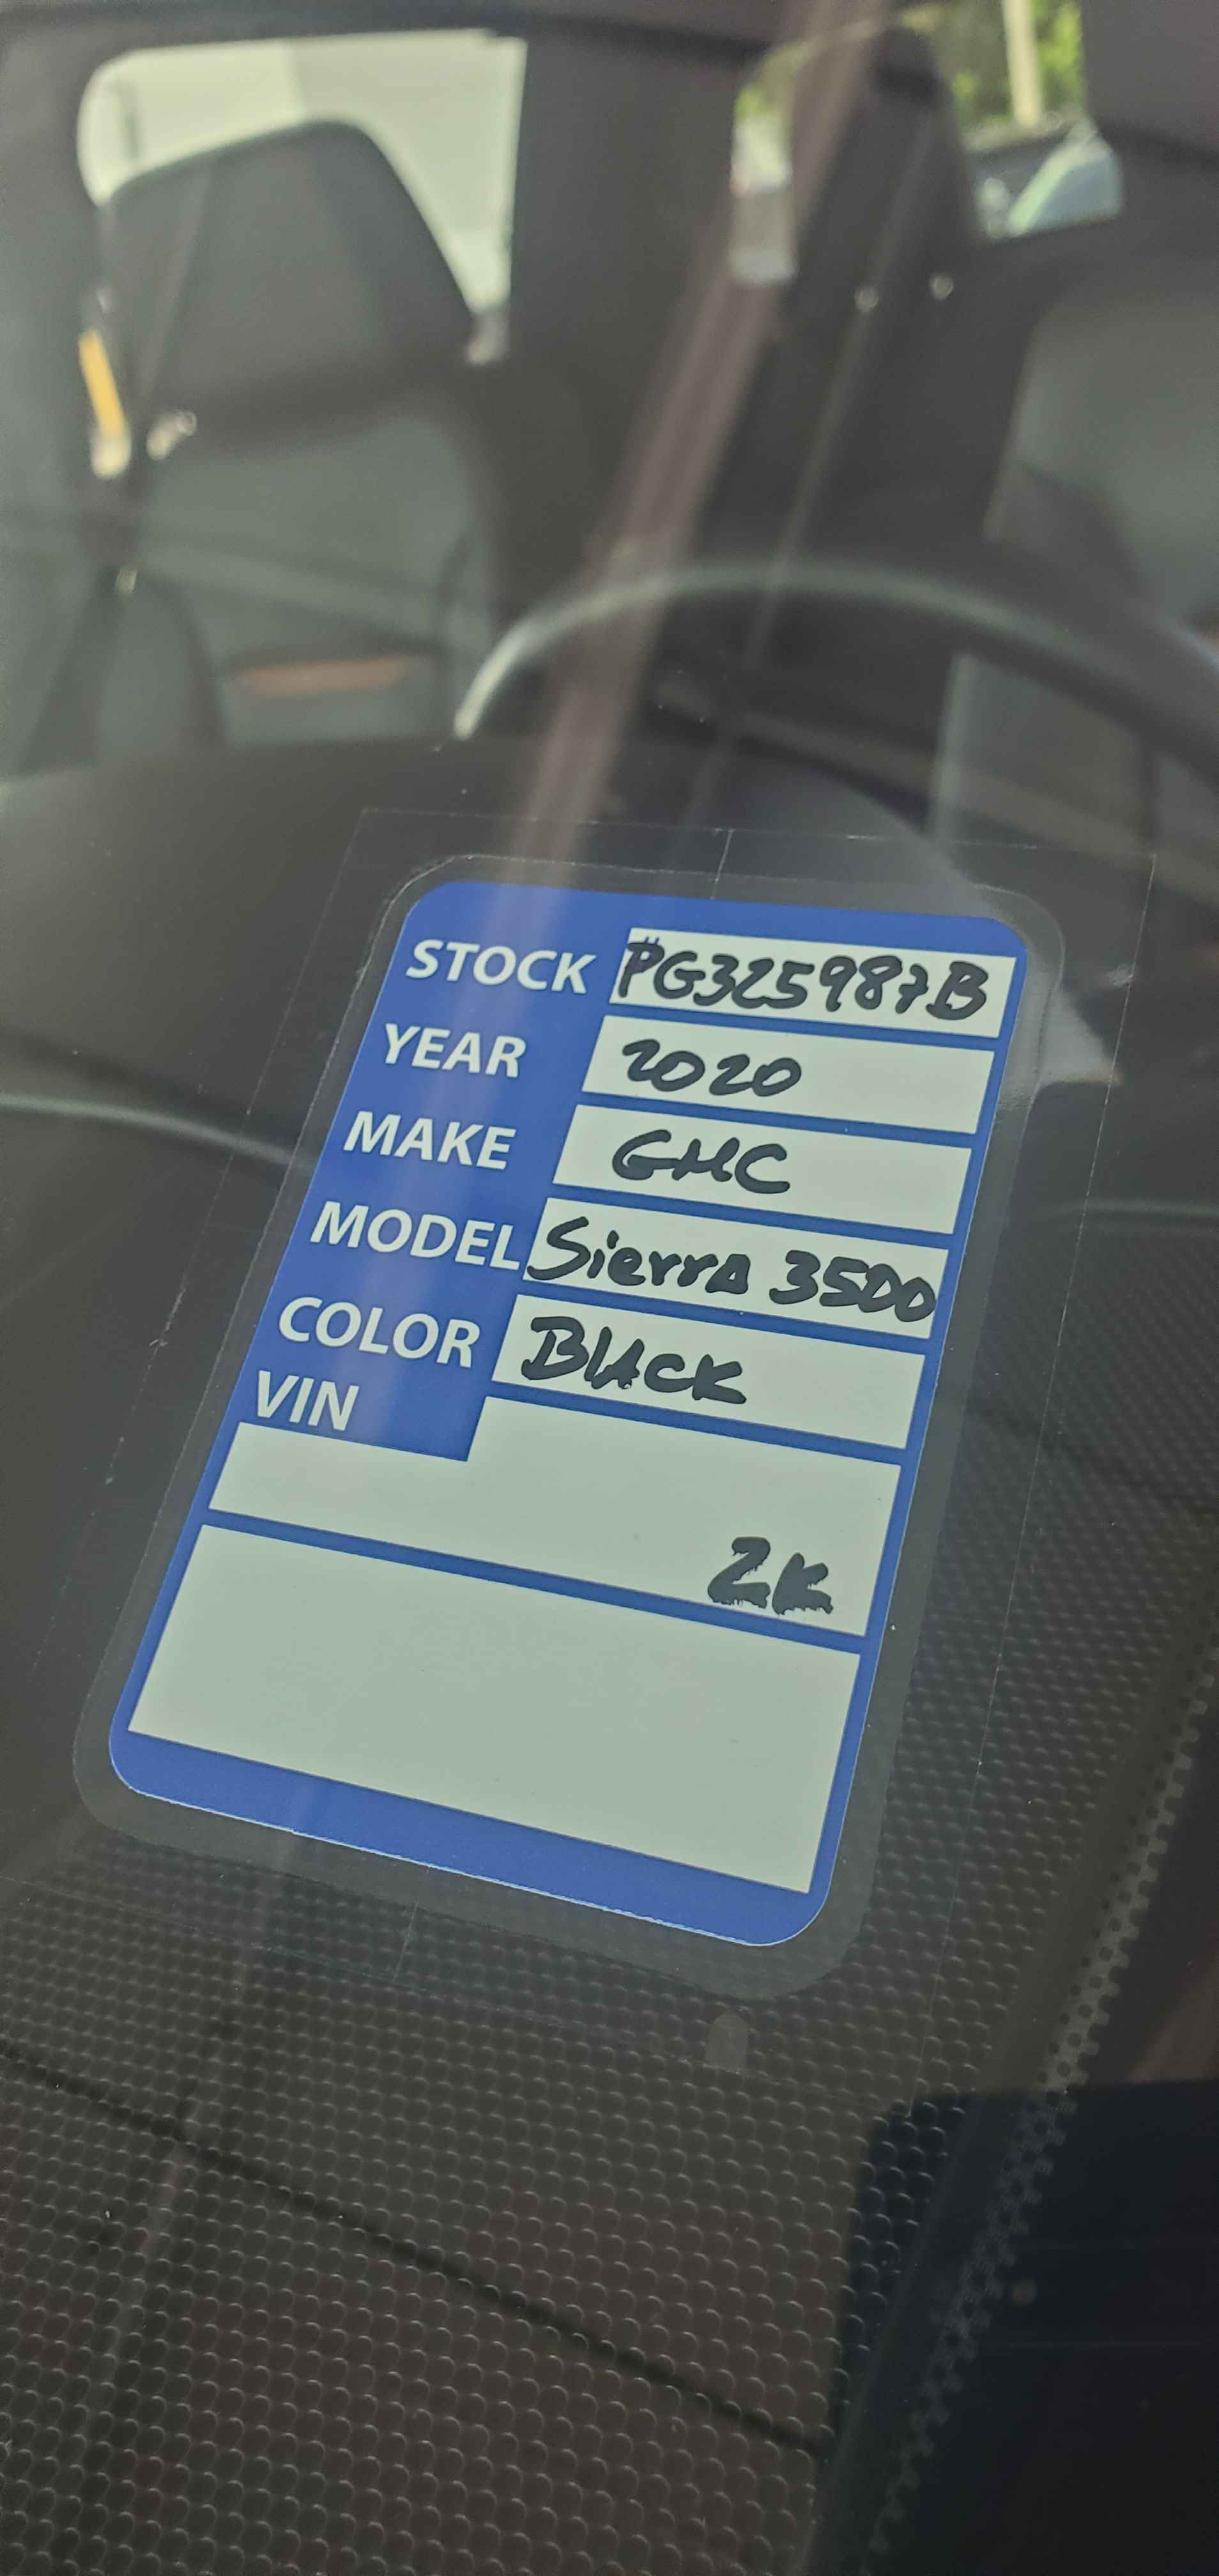 STOCK PG325987B
YEAR 2020
MAKE GMC
MODEL Sierra 3500
COLOR BLACK
VIN
2K